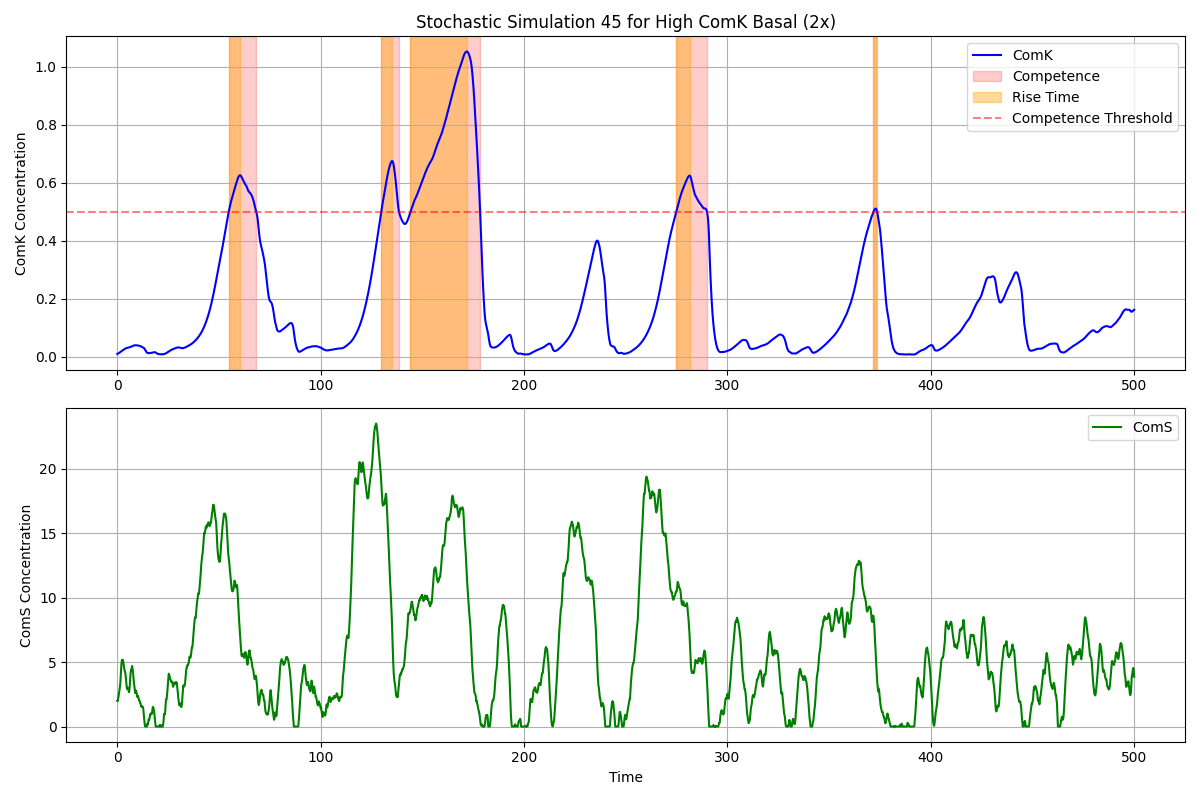 Stochastic Simulation 45 for High ComK Basal (2x)
ComK Concentration
1.0
0.8
0.6
0.4
0.2
0.0
ComK
Competence
Rise Time
Competence Threshold
0 100 200 300 400 500
ComS Concentration
20
15
10
5
0
ComS
0 100 200 300 400 500
Time